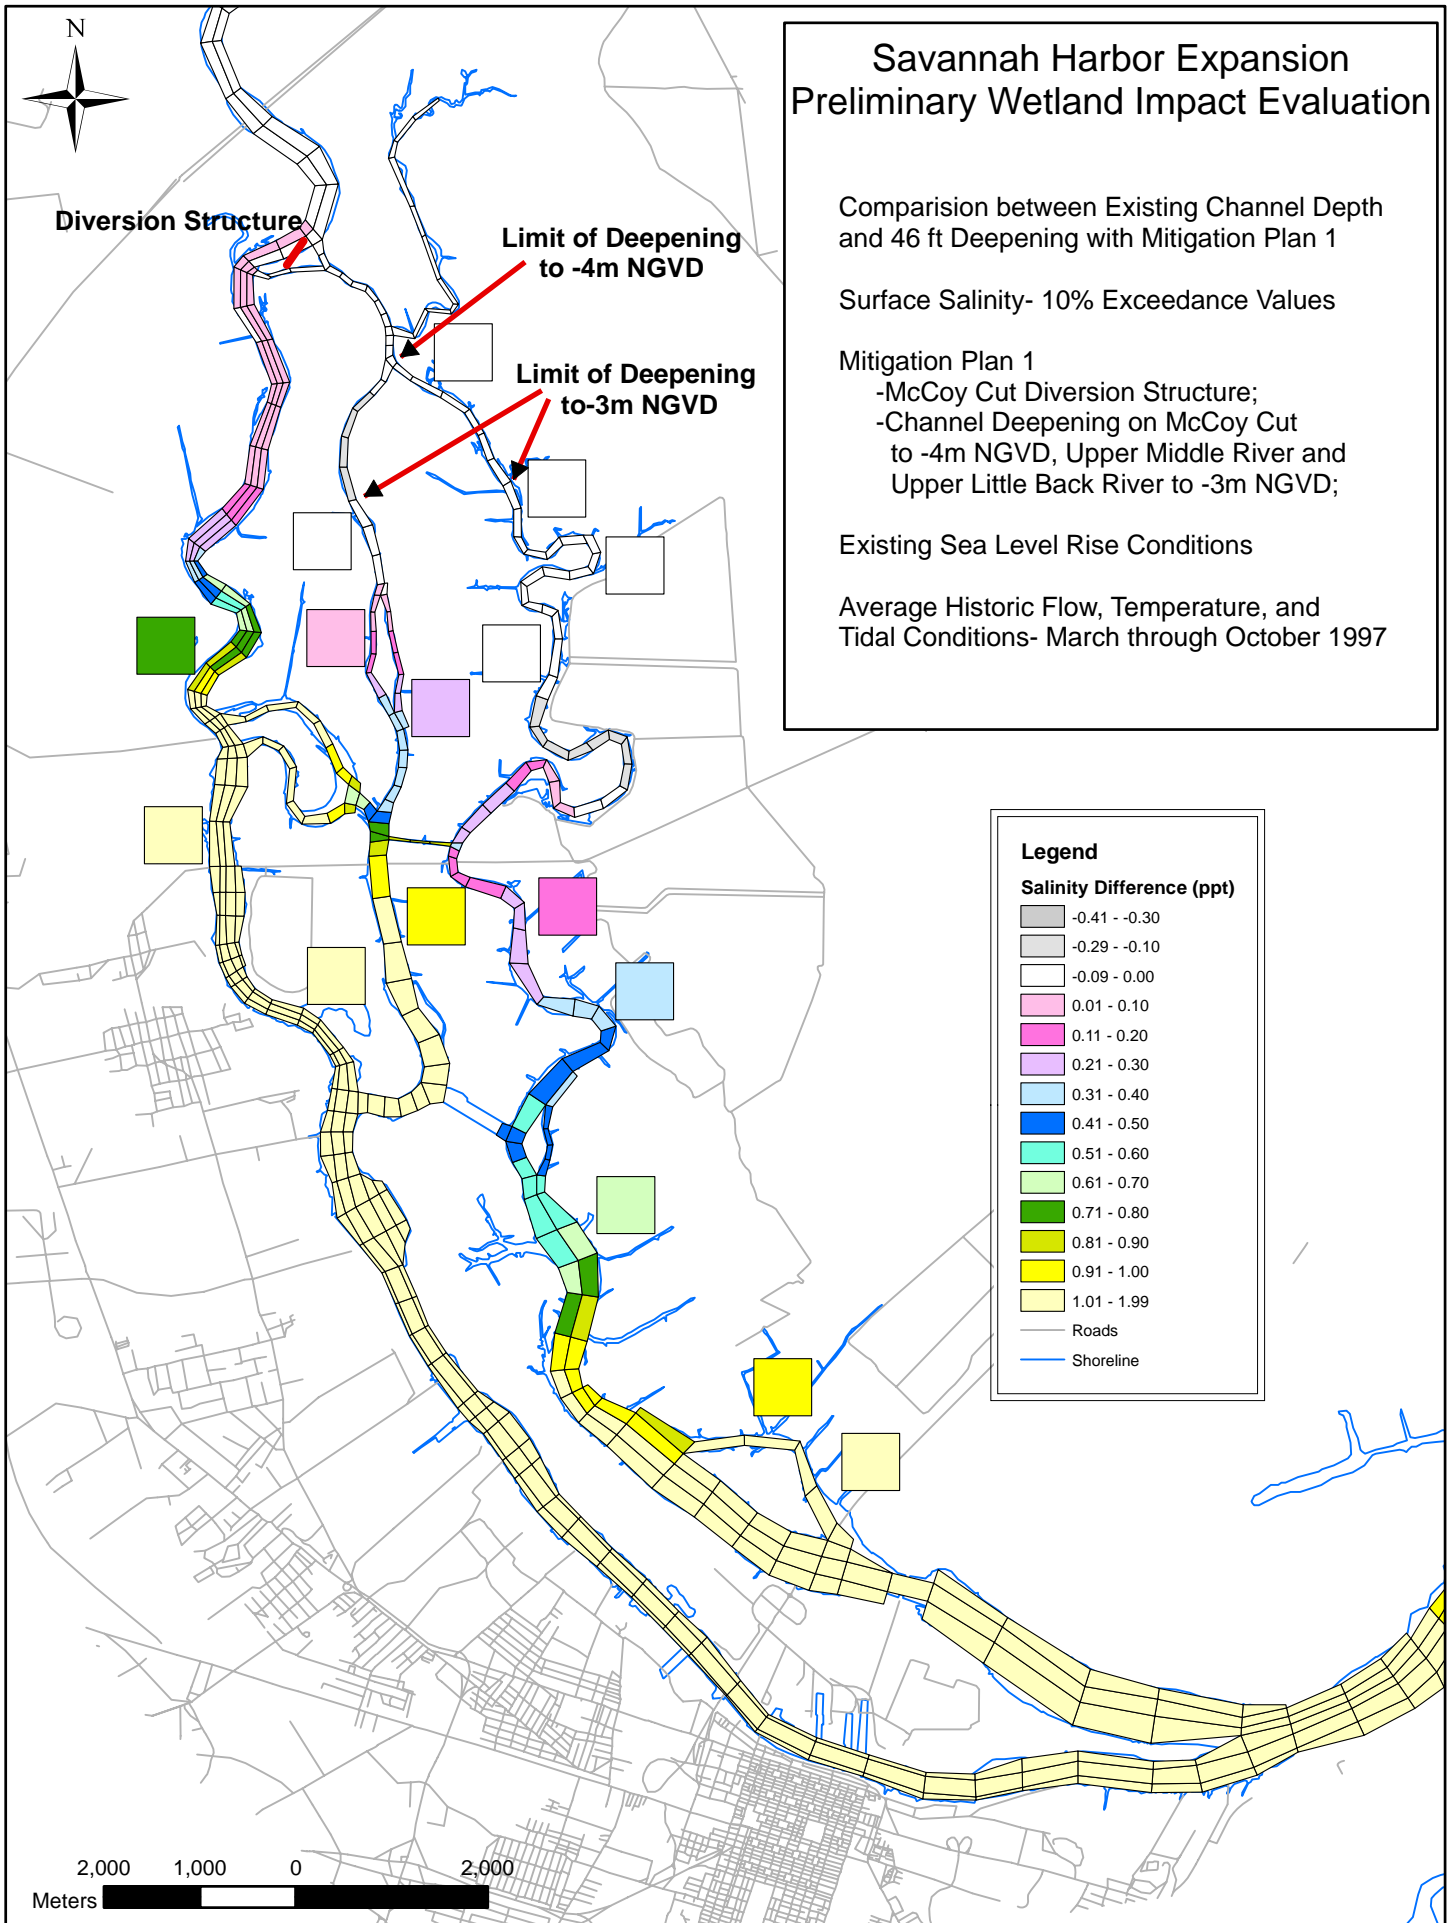 N
Savannah Harbor Expansion
Preliminary Wetland Impact Evaluation
Comparision between Existing Channel Depth
and 46 ft Deepening with Mitigation Plan 1
Surface Salinity- 10% Exceedance Values
Mitigation Plan 1
-McCoy Cut Diversion Structure;
-Channel Deepening on McCoy Cut
to -4m NGVD, Upper Middle River and
Upper Little Back River to -3m NGVD;
Existing Sea Level Rise Conditions
Average Historic Flow, Temperature, and
Tidal Conditions- March through October 1997
Diversion Structure
Limit of Deepening
to -4m NGVD
Limit of Deepening
to-3m NGVD
Legend
Salinity Difference (ppt)
-0.41 - -0.30
-0.29 - -0.10
-0.09 - 0.00
0.01 - 0.10
0.11 - 0.20
0.21 - 0.30
0.31 - 0.40
0.41 - 0.50
0.51 - 0.60
0.61 - 0.70
0.71 - 0.80
0.81 - 0.90
0.91 - 1.00
1.01 - 1.99
Roads
Shoreline
2,000 1,000 0 2,000
Meters